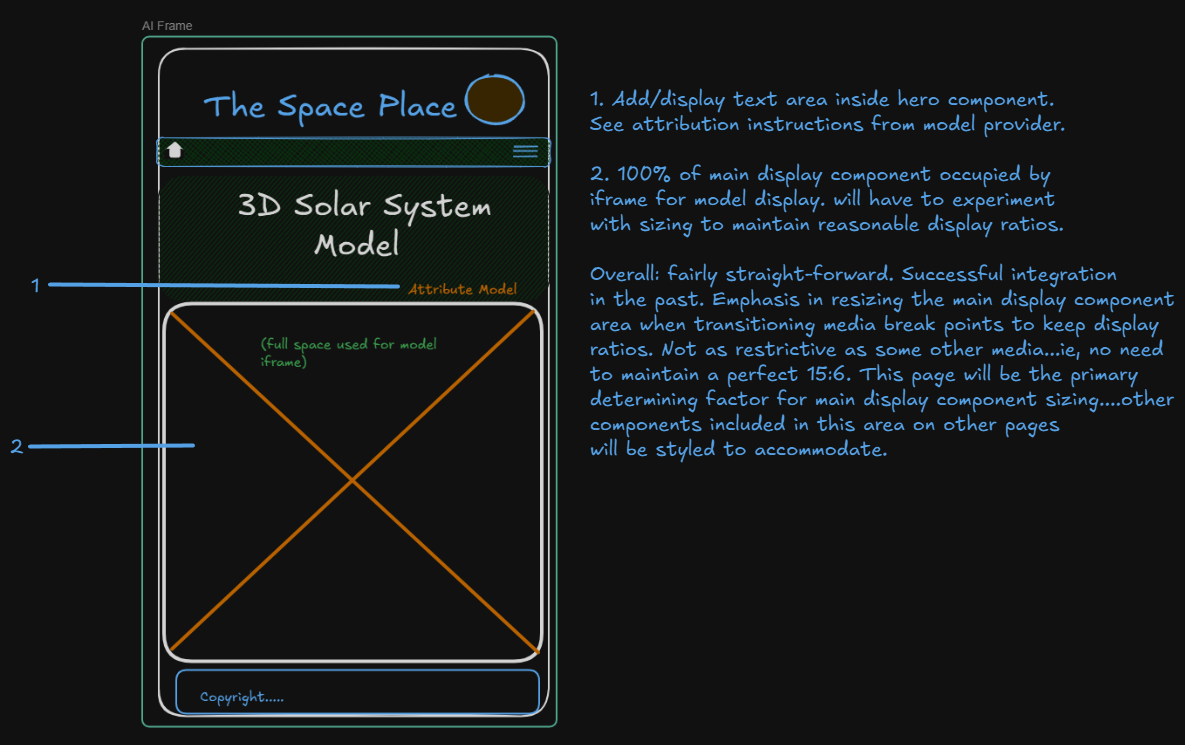 AI Frame
The Space Place
3D Solar System
Model
1
Attribute Model
(full space used for model
iframe)
2
Copyright.....
1. Add/display text area inside hero component.
See attribution instructions from model provider.
2. 100% of main display component occupied by
iframe for model display. will have to experiment
with sizing to maintain reasonable display ratios.
Overall: fairly straight-forward. Successful integration
in the past. Emphasis in resizing the main display component
area when transitioning media break points to keep display
ratios. Not as restrictive as some other media...ie, no need
to maintain a perfect 15:6. This page will be the primary
determining factor for main display component sizing....other
components included in this area on other pages
will be styled to accommodate.